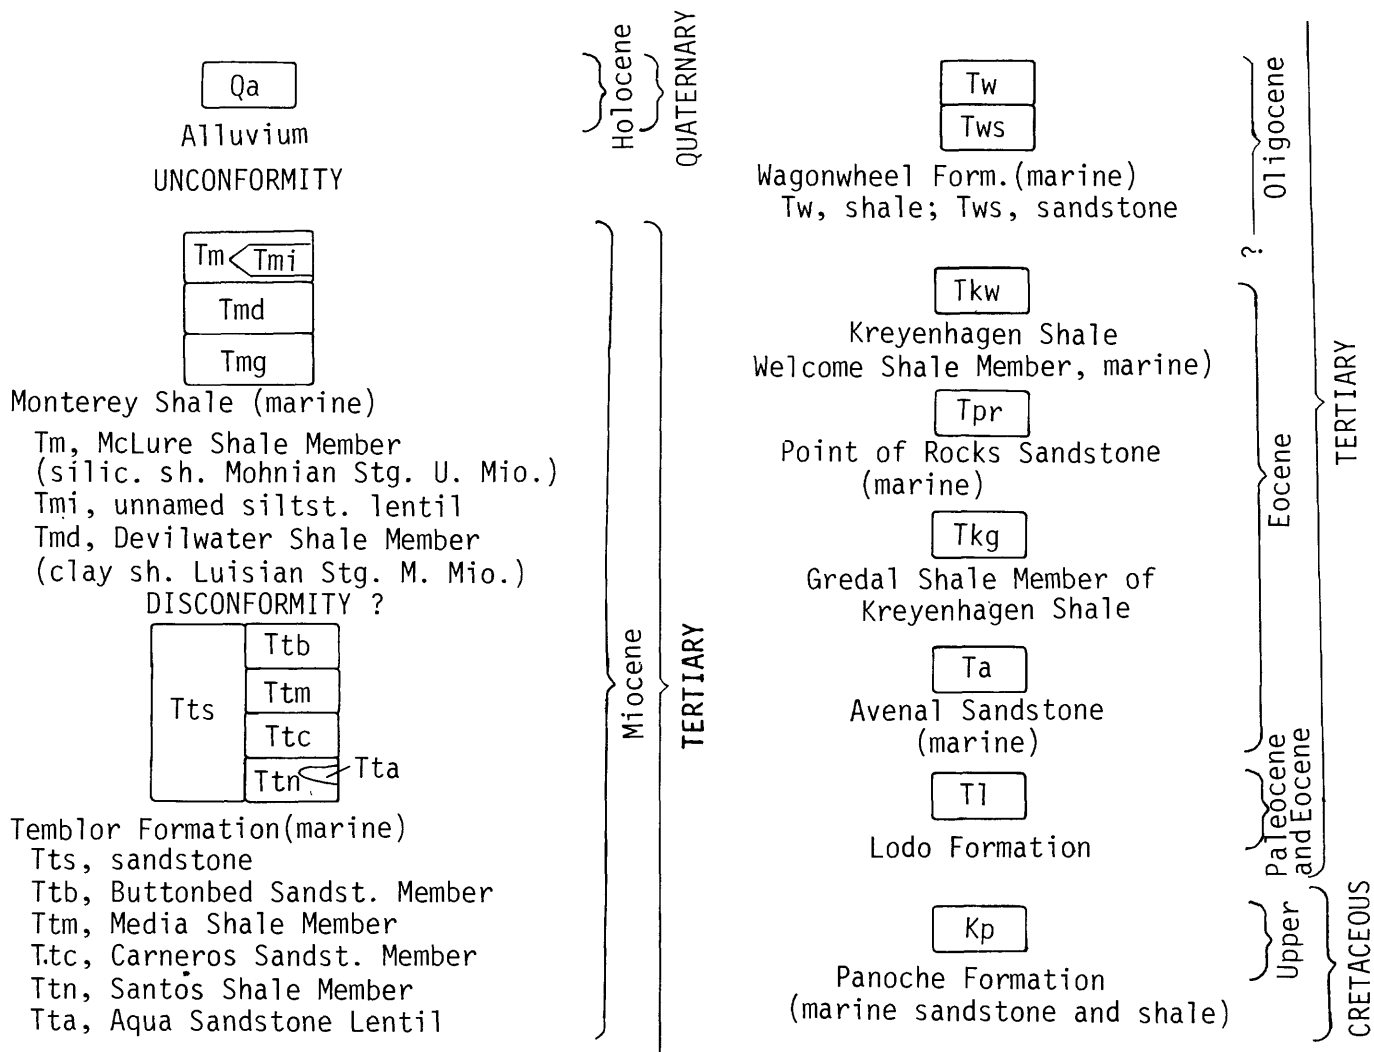 Qa
Alluvium
UNCONFORMITY
Holocene
QUATERNARY
Tm Tmi
Tmd
Tmg
Monterey Shale (marine)
Tm, McLure Shale Member
(silic. sh. Mohnian Stg. U. Mio.)
Tmi, unnamed siltst. lentil
Tmd, Devilwater Shale Member
(clay sh. Luisian Stg. M. Mio.)
DISCONFORMITY ?
Tts
Ttb
Ttm
Ttc
Ttn
Tta
Temblor Formation(marine)
Tts, sandstone
Ttb, Buttonbed Sandst. Member
Ttm, Media Shale Member
T.tc, Carneros Sandst. Member
Ttn, Santos Shale Member
Tta, Aqua Sandstone Lentil
Miocene
TERTIARY
Tw
Tws
Wagonwheel Form.(marine)
Tw, shale; Tws, sandstone
Oligocene
?
Tkw
Kreyenhagen Shale
Welcome Shale Member, marine)
Tpr
Point of Rocks Sandstone
(marine)
Tkg
Gredal Shale Member of
Kreyenhagen Shale
Ta
Avenal Sandstone
(marine)
Eocene
Tl
Lodo Formation
Paleocene
and Eocene
TERTIARY
Kp
Panoche Formation
(marine sandstone and shale)
Upper
CRETACEOUS